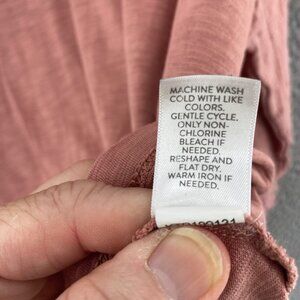 MACHINE WASH
COLD WITH LIKE
COLORS.
GENTLE CYCLE.
ONLY NON-
CHLORINE
BLEACH IF
NEEDED.
RESHAPE AND
FLAT DRY.
WARM IRON IF
NEEDED.